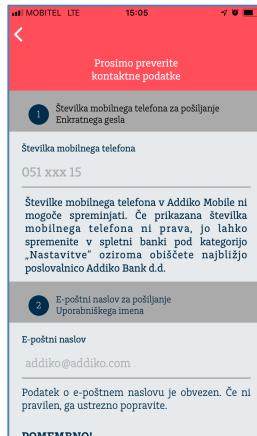 MOBITEL LTE 15:05
Prosimo preverite
kontaktne podatke
1 Številka mobilnega telefona za pošiljanje
Enkratnega gesla
Številka mobilnega telefona
051 xxx 15
Številke mobilnega telefona v Addiko Mobile ni
mogoče spreminjati. Če prikazana številka
mobilnega telefona ni prava, jo lahko
spremenite v spletni banki pod kategorijo
„Nastavitve" oziroma obiščete najbližjo
poslovalnico Addiko Bank d.d.
2 E-poštni naslov za pošiljanje
Uporabniškega imena
E-poštni naslov
addiko@addiko.com
Podatek o e-poštnem naslovu je obvezen. Če ni
pravilen, ga ustrezno popravite.
POMEMBNO!